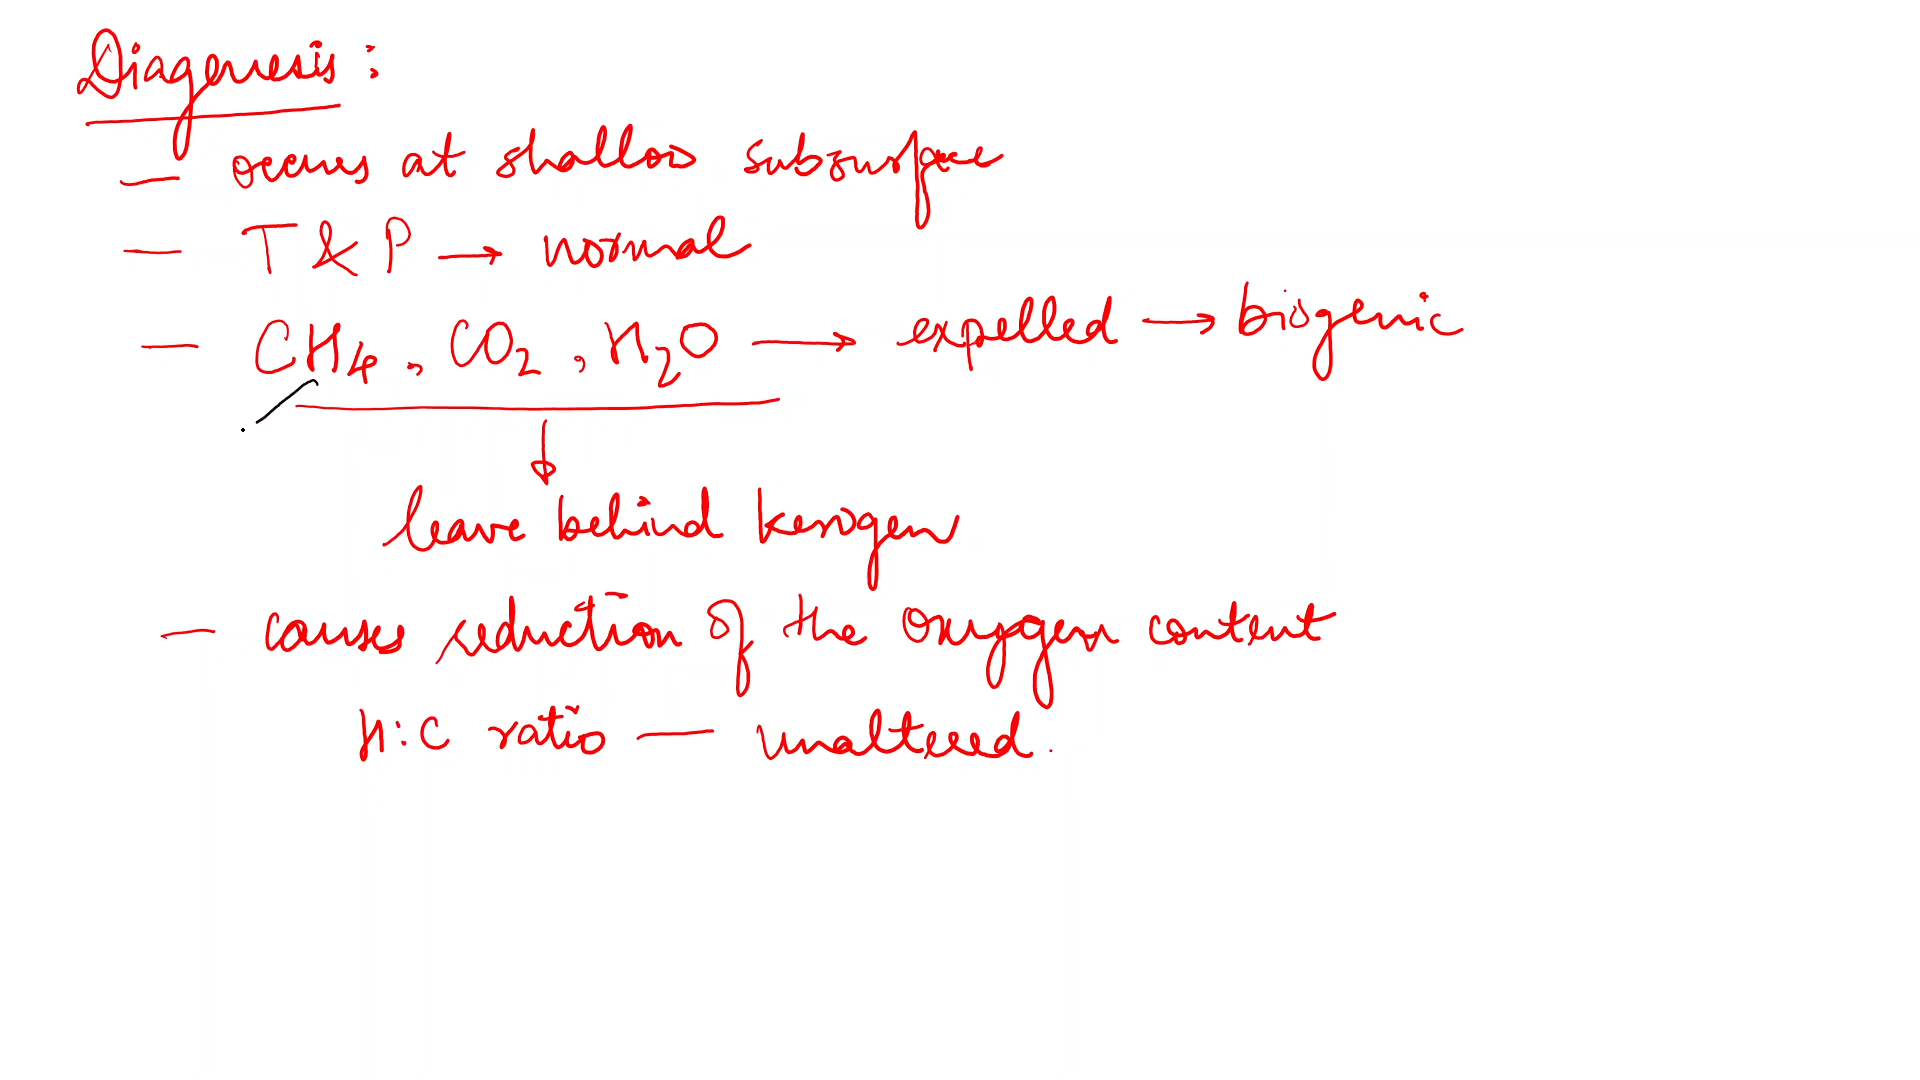 Diagenesis :
— occurs at shallow subsurface
— T & P → normal
— CH₄, CO₂, H₂O → expelled → biogenic
↓
leave behind kerogen
— causes reduction of the oxygen content
H:C ratio — unaltered.